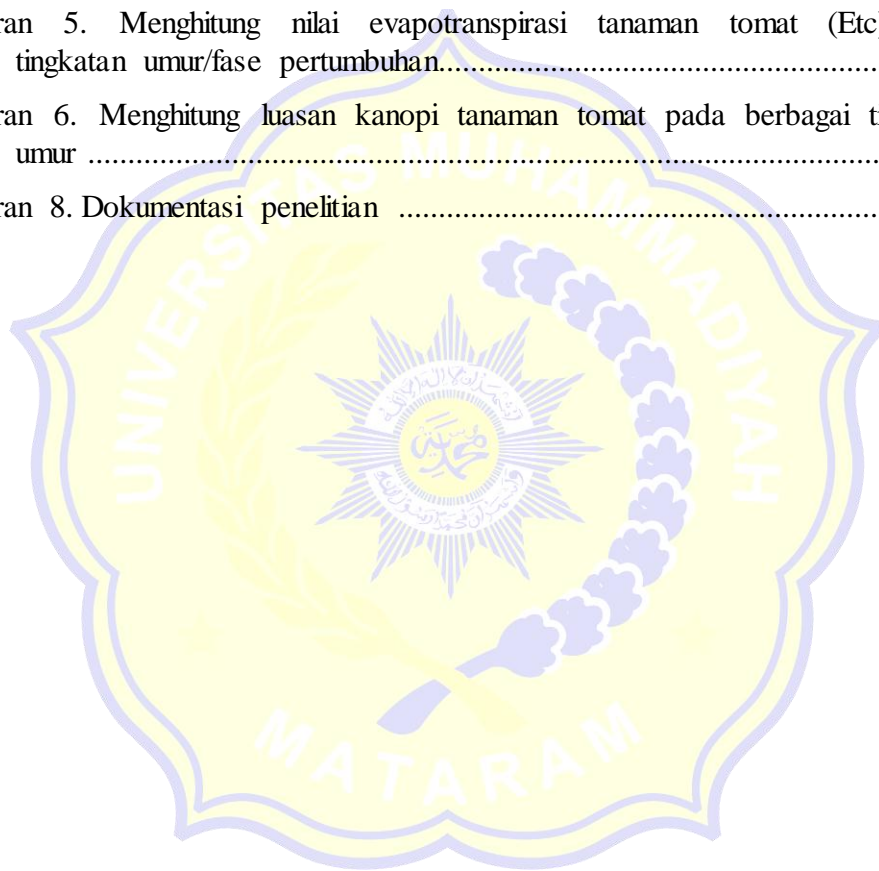 ran 5. Menghitung nilai evapotranspirasi tanaman tomat (Etc)
tingkatan umur/fase pertumbuhan..........................................................
ran 6. Menghitung luasan kanopi tanaman tomat pada berbagai ti
umur ....................................................................................................
ran 8. Dokumentasi penelitian .............................................................
UNIVERSITAS MUHAMMADIYAH
MATARAM